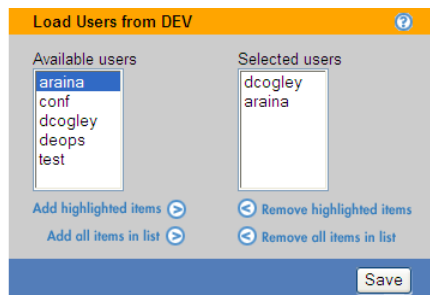 Load Users from DEV
?
Available users
araina
conf
dcogley
deops
test
Selected users
dcogley
araina
Add highlighted items >
Add all items in list >
< Remove highlighted items
< Remove all items in list
Save